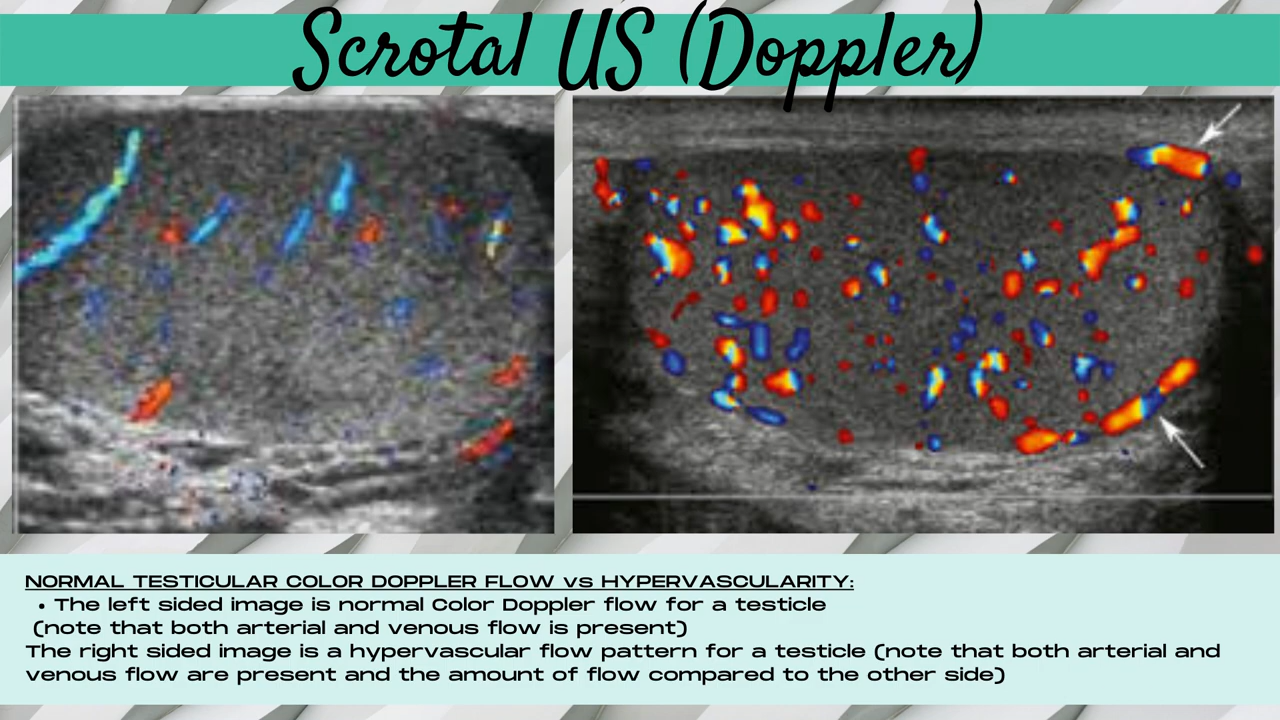 Scrotal US (Doppler)
NORMAL TESTICULAR COLOR DOPPLER FLOW vs HYPERVASCULARITY:
• The left sided image is normal Color Doppler flow for a testicle
(note that both arterial and venous flow is present)
The right sided image is a hypervascular flow pattern for a testicle (note that both arterial and
venous flow are present and the amount of flow compared to the other side)